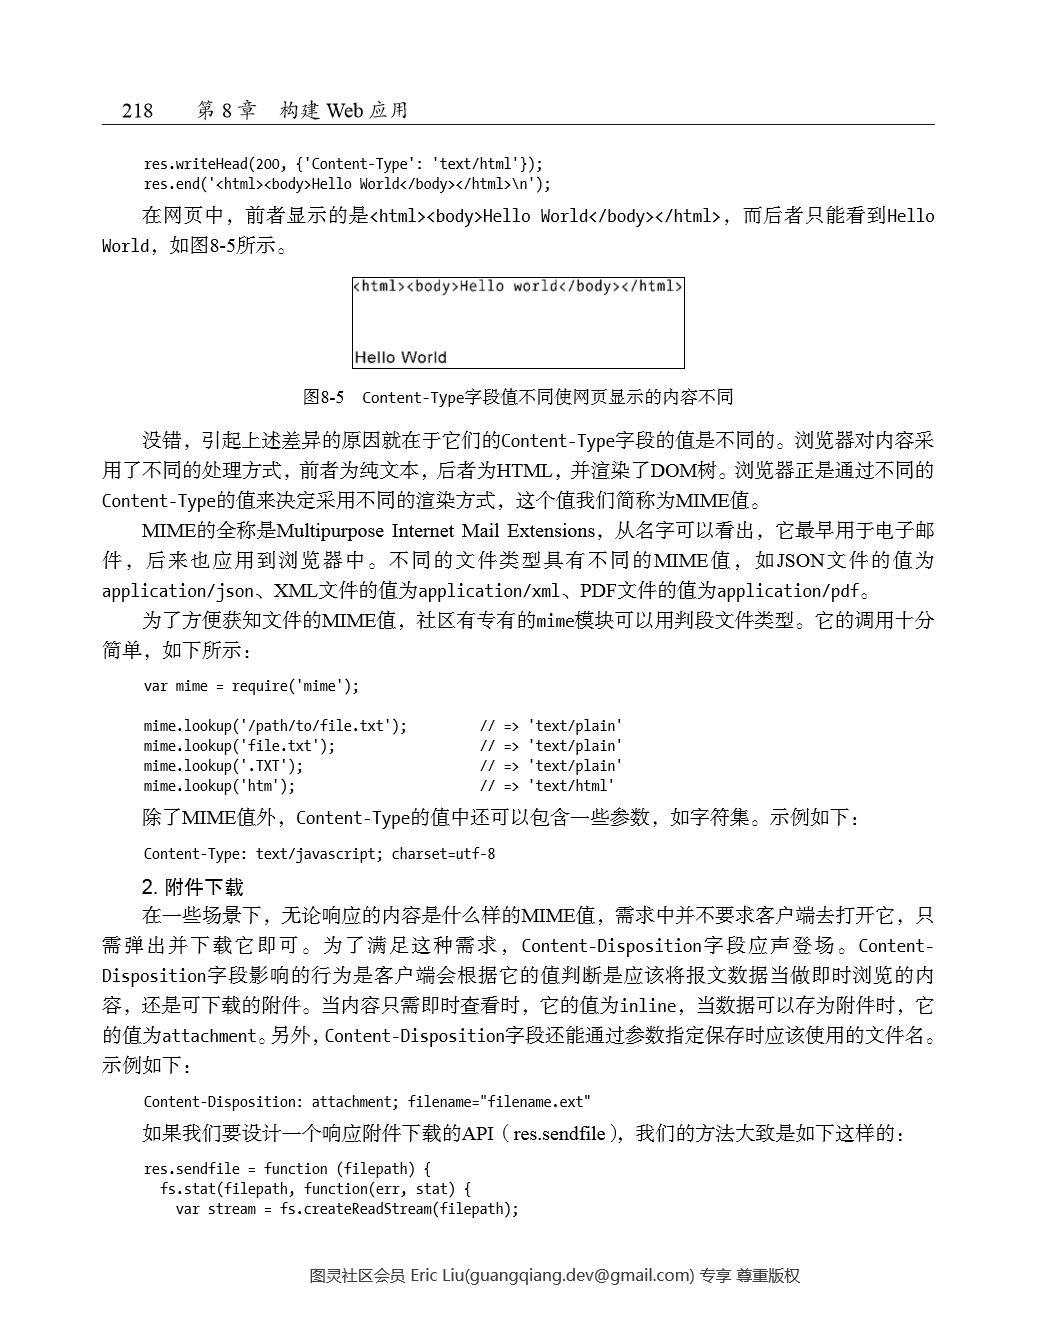 218 第 8 章 构建 Web 应用
res.writeHead(200, {'Content-Type': 'text/html'});
res.end('<html><body>Hello World</body></html>\n');
在网页中，前者显示的是<html><body>Hello World</body></html>，而后者只能看到Hello
World，如图8-5所示。
<html><body>Hello world</body></html>
Hello World
图8-5 Content-Type字段值不同使网页显示的内容不同
没错，引起上述差异的原因就在于它们的Content-Type字段的值是不同的。浏览器对内容采
用了不同的处理方式，前者为纯文本，后者为HTML，并渲染了DOM树。浏览器正是通过不同的
Content-Type的值来决定采用不同的渲染方式，这个值我们简称为MIME值。
MIME的全称是Multipurpose Internet Mail Extensions，从名字可以看出，它最早用于电子邮
件，后来也应用到浏览器中。不同的文件类型具有不同的MIME值，如JSON文件的值为
application/json、XML文件的值为application/xml、PDF文件的值为application/pdf。
为了方便获知文件的MIME值，社区有专有的mime模块可以用判段文件类型。它的调用十分
简单，如下所示：
var mime = require('mime');
mime.lookup('/path/to/file.txt'); // => 'text/plain'
mime.lookup('file.txt'); // => 'text/plain'
mime.lookup('.TXT'); // => 'text/plain'
mime.lookup('htm'); // => 'text/html'
除了MIME值外，Content-Type的值中还可以包含一些参数，如字符集。示例如下：
Content-Type: text/javascript; charset=utf-8
2. 附件下载
在一些场景下，无论响应的内容是什么样的MIME值，需求中并不要求客户端去打开它，只
需弹出并下载它即可。为了满足这种需求，Content-Disposition字段应声登场。Content-
Disposition字段影响的行为是客户端会根据它的值判断是应该将报文数据当做即时浏览的内
容，还是可下载的附件。当内容只需即时查看时，它的值为inline，当数据可以存为附件时，它
的值为attachment。另外，Content-Disposition字段还能通过参数指定保存时应该使用的文件名。
示例如下：
Content-Disposition: attachment; filename="filename.ext"
如果我们要设计一个响应附件下载的API（res.sendfile），我们的方法大致是如下这样的：
res.sendfile = function (filepath) {
fs.stat(filepath, function(err, stat) {
var stream = fs.createReadStream(filepath);
图灵社区会员 Eric Liu(guangqiang.dev@gmail.com) 专享 尊重版权